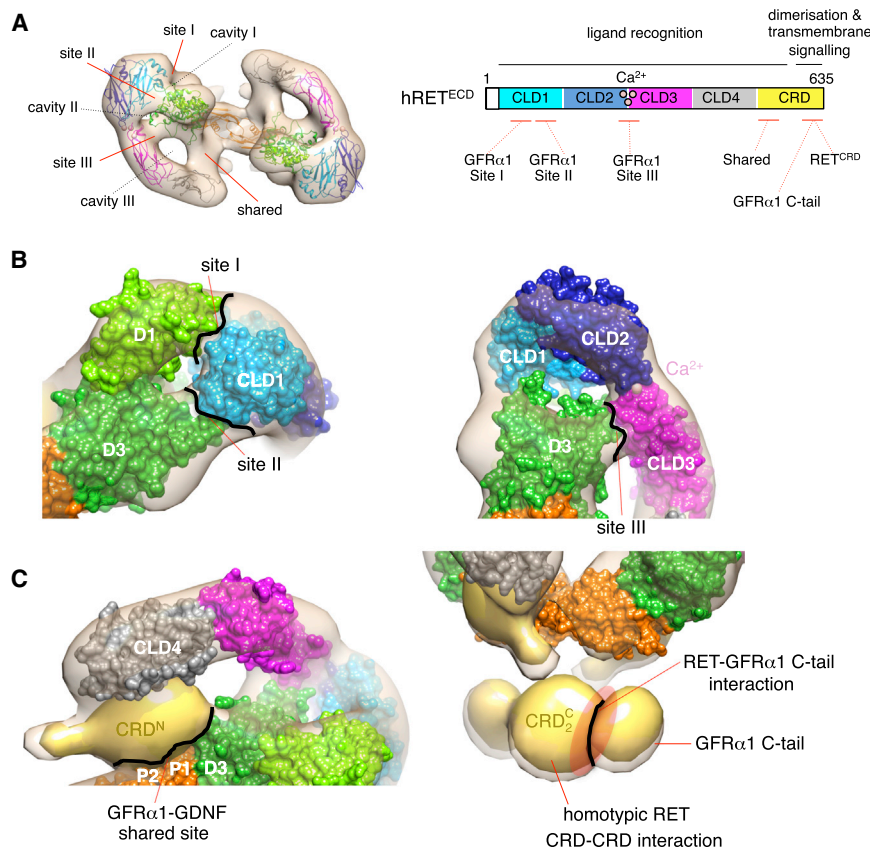 A
site I
cavity I
site II
cavity II
site III
cavity III
shared
dimerisation &
transmembrane
signalling
ligand recognition
1
Ca²⁺
635
hRETᴱᶜᴰ
CLD1
CLD2
CLD3
CLD4
CRD
GFRα1
Site I
GFRα1
Site II
GFRα1
Site III
Shared
RETᶜᴿᴰ
GFRα1 C-tail
B
site I
D1
CLD1
D3
site II
CLD2
CLD1
Ca²⁺
D3
CLD3
site III
C
CLD4
CRDᴺ
P2
P1
D3
GFRα1-GDNF
shared site
RET-GFRα1 C-tail
interaction
CRD₂ᶜ
GFRα1 C-tail
homotypic RET
CRD-CRD interaction